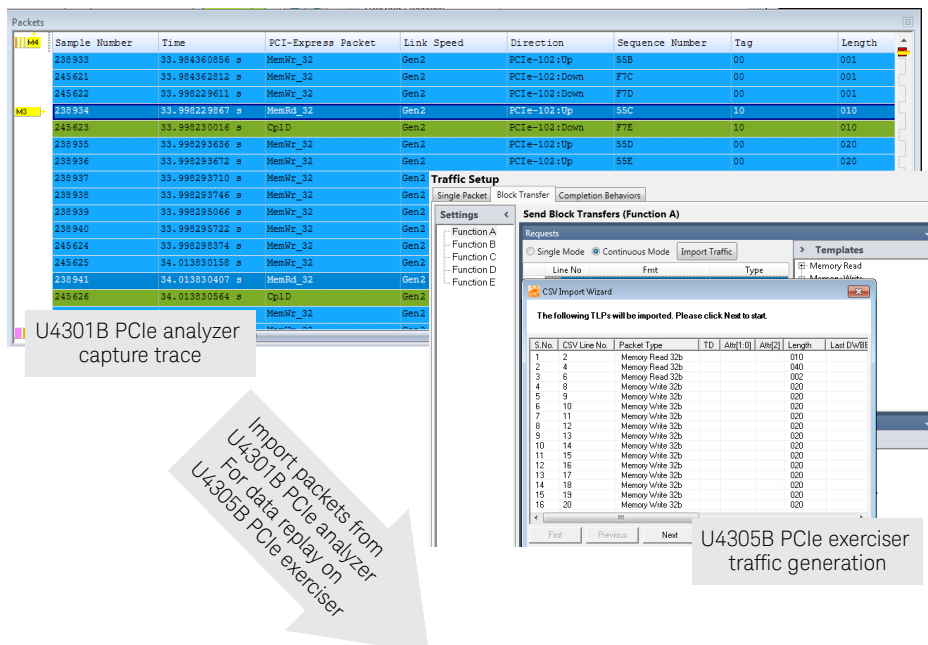 Packets
M4 Sample Number Time PCI-Express Packet Link Speed Direction Sequence Number Tag Length
238933 33.984360856 s MemWr_32 Gen2 PCIe-102:Up 55B 00 001
245621 33.984362812 s MemWr_32 Gen2 PCIe-102:Down F7C 00 001
245622 33.998229611 s MemWr_32 Gen2 PCIe-102:Down F7D 00 001
M3 238934 33.998229867 s MemRd_32 Gen2 PCIe-102:Up 55C 10 010
245623 33.998230016 s CplD Gen2 PCIe-102:Down F7E 10 010
238935 33.998293636 s MemWr_32 Gen2 PCIe-102:Up 55D 00 020
238936 33.998293672 s MemWr_32 Gen2 PCIe-102:Up 55E 00 020
238937 33.998293710 s MemWr_32 Gen2
238938 33.998293746 s MemWr_32 Gen2
238939 33.998295066 s MemWr_32 Gen2
238940 33.998295722 s MemWr_32 Gen2
245624 33.998298374 s MemWr_32 Gen2
245625 34.013830158 s MemWr_32 Gen2
238941 34.013830407 s MemRd_32 Gen2
245626 34.013830564 s CplD Gen2
MemWr_32 Gen2
U4301B PCIe analyzer
capture trace
Traffic Setup
Single Packet Block Transfer Completion Behaviors
Settings < Send Block Transfers (Function A)
Function A
Function B
Function C
Function D
Function E
Requests
Single Mode Continuous Mode Import Traffic
> Templates
Line No Fmt Type
Memory Read
CSV Import Wizard
The following TLPs will be imported. Please click Next to start.
S.No. CSV Line No. Packet Type TD Attr[1:0] Attr[2] Length Last DWBE
1 2 Memory Read 32b 010
2 4 Memory Read 32b 040
3 6 Memory Read 32b 002
4 8 Memory Write 32b 020
5 9 Memory Write 32b 020
6 10 Memory Write 32b 020
7 11 Memory Write 32b 020
8 12 Memory Write 32b 020
9 13 Memory Write 32b 020
10 14 Memory Write 32b 020
11 15 Memory Write 32b 020
12 16 Memory Write 32b 020
13 17 Memory Write 32b 020
14 18 Memory Write 32b 020
15 19 Memory Write 32b 020
16 20 Memory Write 32b 020
First Previous Next
U4305B PCIe exerciser
traffic generation
Import packets from
U4301B PCIe analyzer
For data replay on
U4305B PCIe exerciser